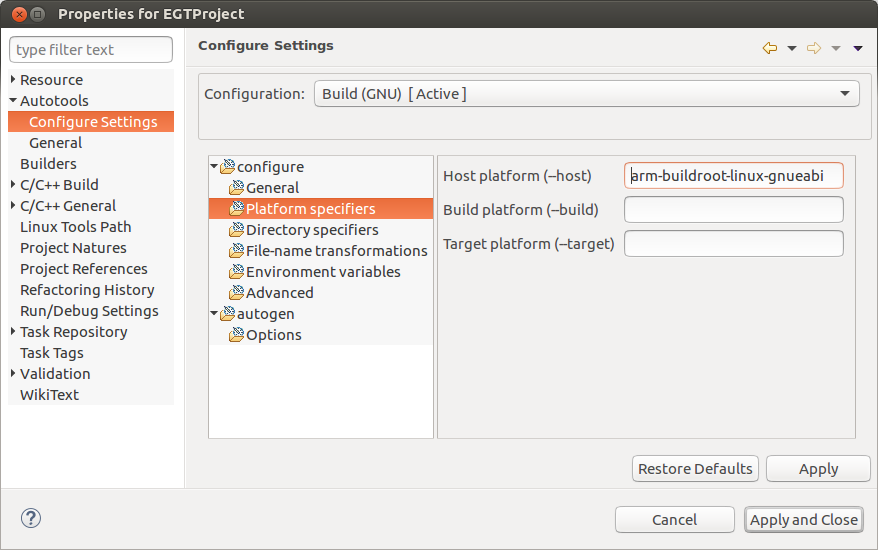 Properties for EGTProject
type filter text
Resource
Autotools
Configure Settings
General
Builders
C/C++ Build
C/C++ General
Linux Tools Path
Project Natures
Project References
Refactoring History
Run/Debug Settings
Task Repository
Task Tags
Validation
WikiText
Configure Settings
Configuration: Build (GNU) [ Active ]
configure
General
Platform specifiers
Directory specifiers
File-name transformations
Environment variables
Advanced
autogen
Options
Host platform (--host) arm-buildroot-linux-gnueabi
Build platform (--build)
Target platform (--target)
Restore Defaults Apply
? Cancel Apply and Close